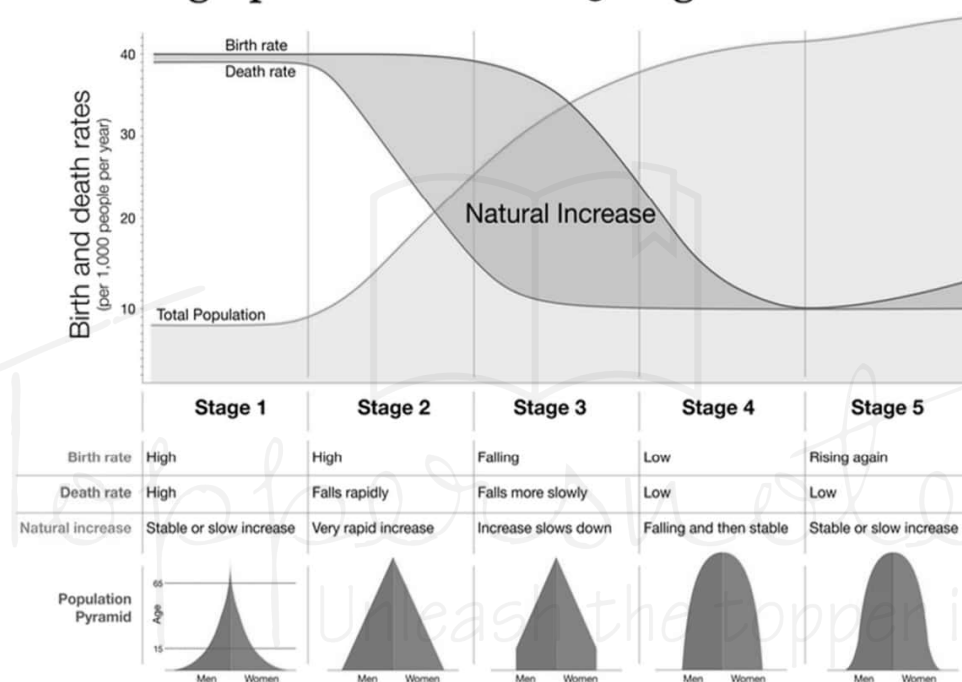 40
Birth rate
Death rate
30
Birth and death rates
(per 1,000 people per year)
20
Natural Increase
10
Total Population
Stage 1 Stage 2 Stage 3 Stage 4 Stage 5
Birth rate High High Falling Low Rising again
Death rate High Falls rapidly Falls more slowly Low Low
Natural increase Stable or slow increase Very rapid increase Increase slows down Falling and then stable Stable or slow increase
Population
Pyramid
65
Age
15
Men Women Men Women Men Women Men Women Men Women
Toppersnotes
Unleash the topper i